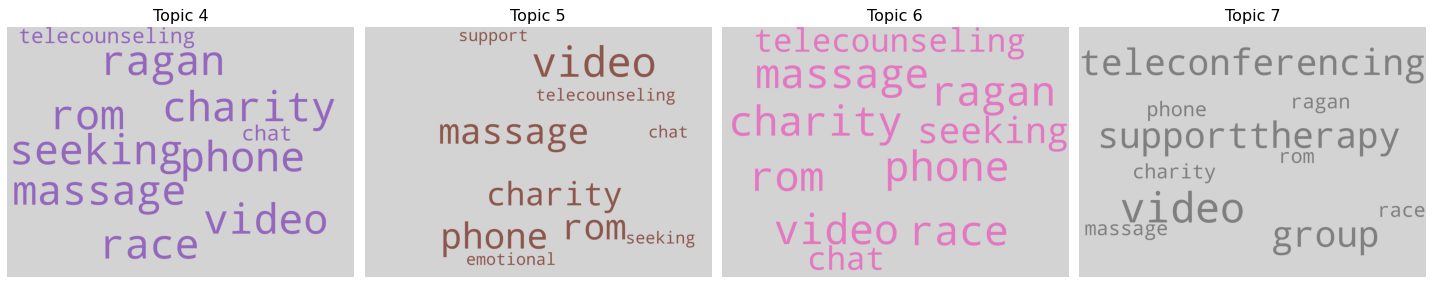 Topic 4
telecounseling
ragan
charity
rom
chat
seeking
phone
massage
video
race
Topic 5
support
video
telecounseling
massage
chat
charity
rom
phone
seeking
emotional
Topic 6
telecounseling
massage
ragan
charity
seeking
phone
rom
video
race
chat
Topic 7
teleconferencing
ragan
phone
supporttherapy
rom
charity
video
race
massage
group